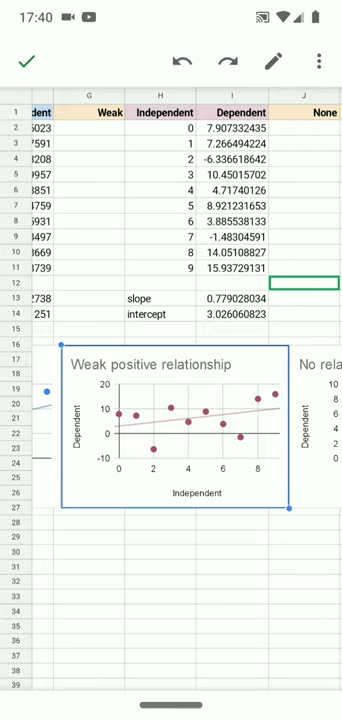 17:40
G H I J
1 dent Weak Independent Dependent None
2 5023 0 7.907332435
3 7591 1 7.266494224
4 3208 2 -6.336618642
5 9957 3 10.45015702
6 3851 4 4.71740126
7 4759 5 8.921231653
8 5931 6 3.885538133
9 3497 7 -1.48304591
10 3669 8 14.05108827
11 3739 9 15.93729131
12
13 2738 slope 0.779028034
14 1251 intercept 3.026060823
15
16
17 Weak positive relationship No rela
18
19
20
21
22
23
24
25
26
27
28
29
30
31
32
33
34
35
36
37
38
39
20
10
0
-10
Dependent
0 2 4 6 8
Independent
10
8
6
4
2
0
Dependent